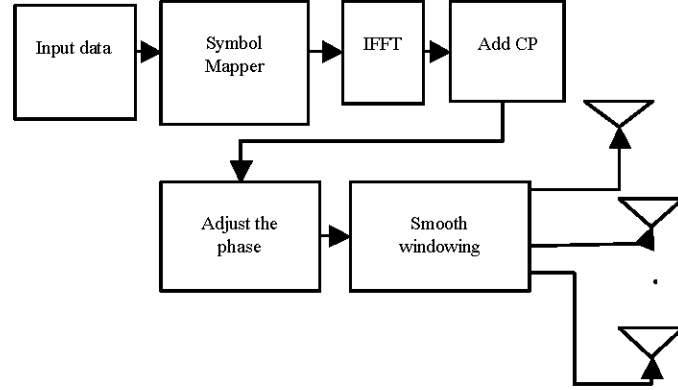 Input data
Symbol
Mapper
IFFT
Add CP
Adjust the
phase
Smooth
windowing